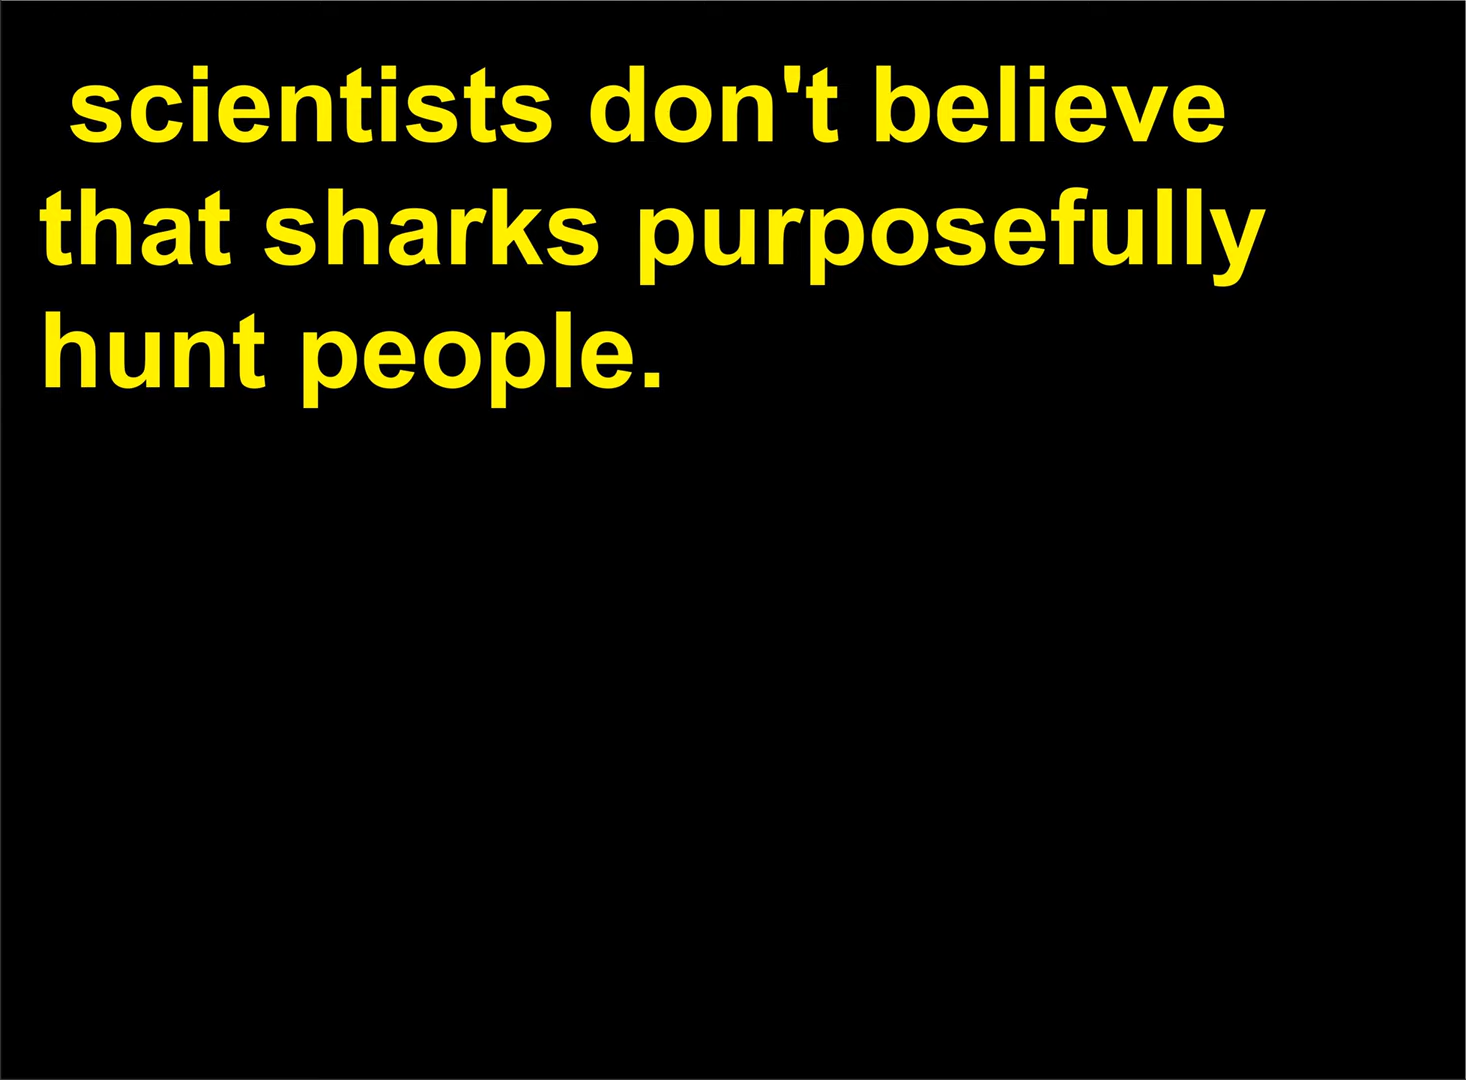 scientists don't believe
that sharks purposefully
hunt people.